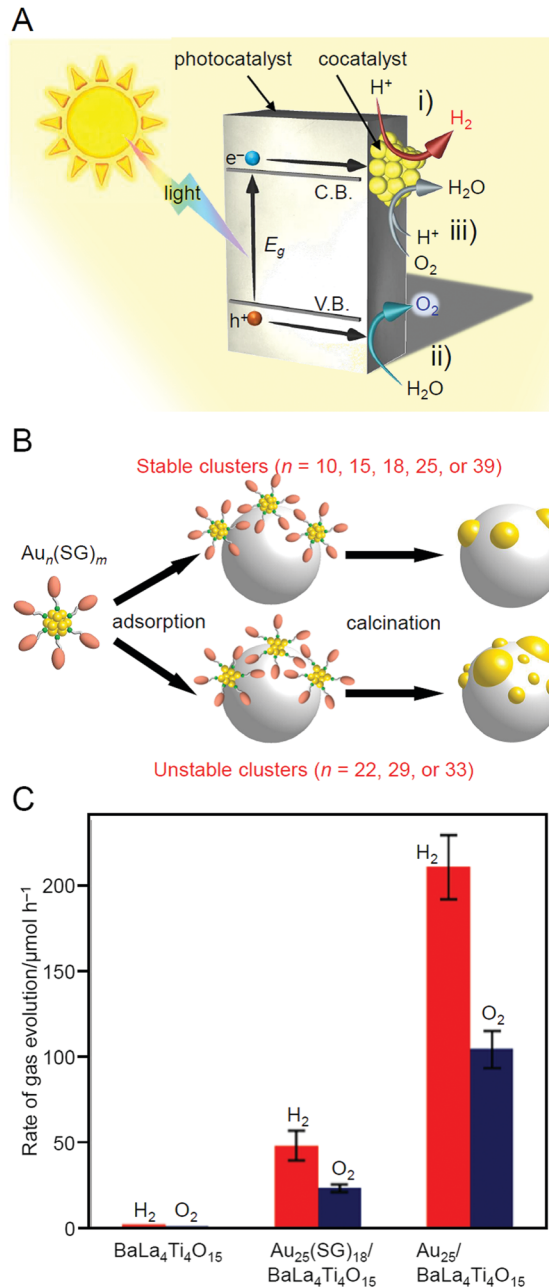 A
photocatalyst
cocatalyst
H⁺
i)
H₂
e⁻
C.B.
H₂O
light
E_g
H⁺
iii)
O₂
V.B.
h⁺
O₂
ii)
H₂O
B
Stable clusters (n = 10, 15, 18, 25, or 39)
Auₙ(SG)ₘ
adsorption
calcination
Unstable clusters (n = 22, 29, or 33)
C
Rate of gas evolution/µmol h⁻¹
200
150
100
50
0
H₂
O₂
H₂
O₂
H₂
O₂
BaLa₄Ti₄O₁₅
Au₂₅(SG)₁₈/
BaLa₄Ti₄O₁₅
Au₂₅/
BaLa₄Ti₄O₁₅